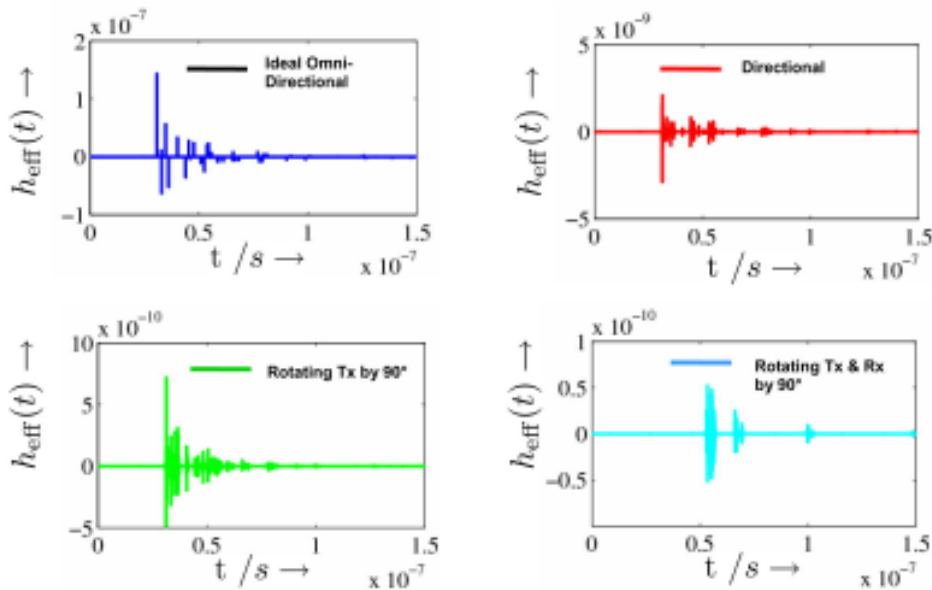 x 10⁻⁷
2
1
0
−1
h_eff(t) →
Ideal Omni-
Directional
0 0.5 1 1.5
t /s →
x 10⁻⁷
x 10⁻⁹
5
0
−5
h_eff(t) →
Directional
0 0.5 1 1.5
t /s →
x 10⁻⁷
x 10⁻¹⁰
10
5
0
−5
h_eff(t) →
Rotating Tx by 90°
0 0.5 1 1.5
t /s →
x 10⁻⁷
x 10⁻¹⁰
1
0.5
0
−0.5
h_eff(t) →
Rotating Tx & Rx
by 90°
0 0.5 1 1.5
t /s →
x 10⁻⁷